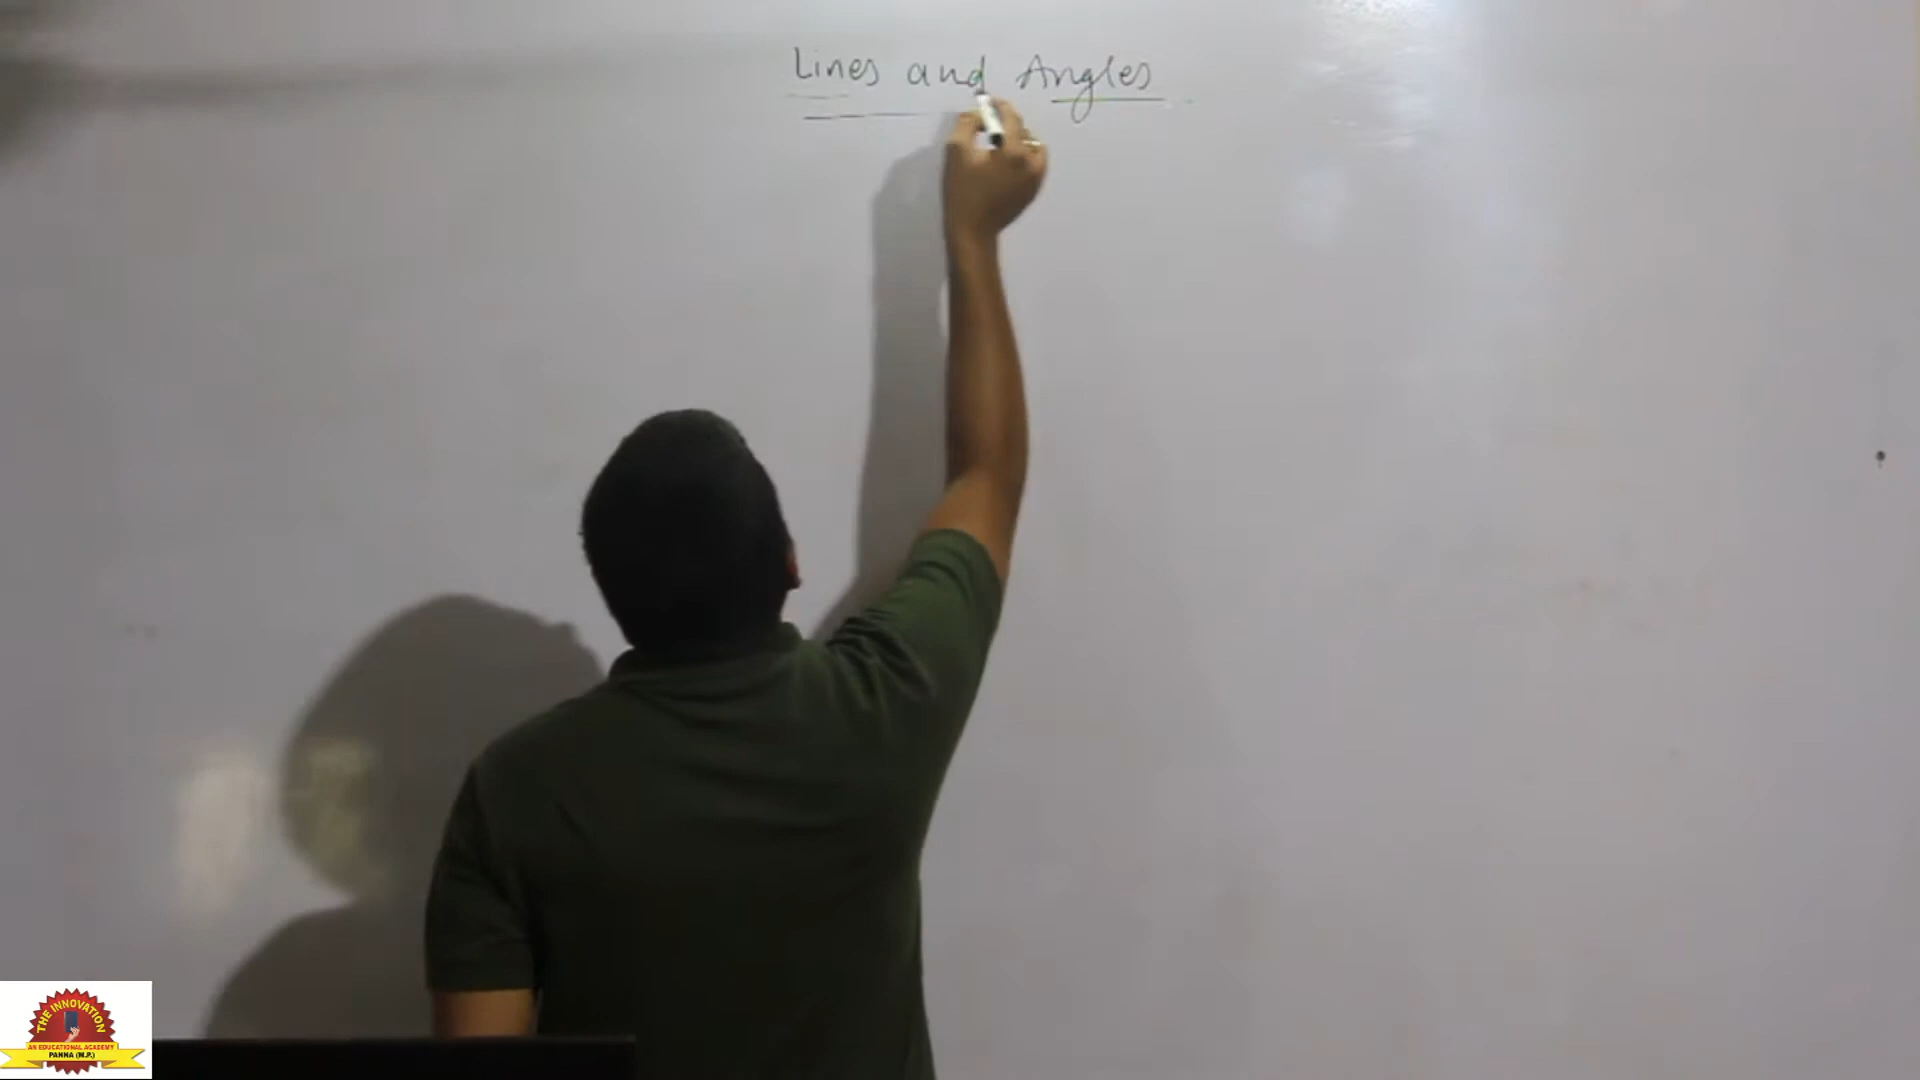 Lines and Angles
THE INNOVATION
AN EDUCATIONAL ACADEMY
PANNA (M.P.)